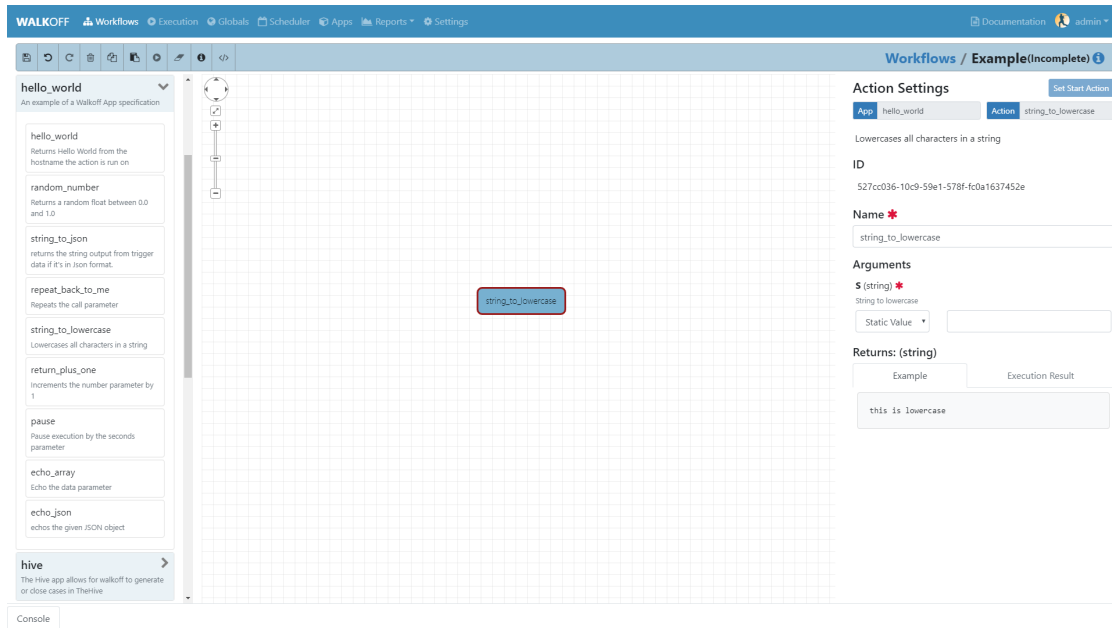 WALKOFF Workflows Execution Globals Scheduler Apps Reports Settings Documentation admin
Workflows / Example(Incomplete)
hello_world
An example of a Walkoff App specification
hello_world
Returns Hello World from the
hostname the action is run on
random_number
Returns a random float between 0.0
and 1.0
string_to_json
returns the string output from trigger
data if it's in Json format.
repeat_back_to_me
Repeats the call parameter
string_to_lowercase
Lowercases all characters in a string
return_plus_one
Increments the number parameter by
1
pause
Pause execution by the seconds
parameter
echo_array
Echo the data parameter
echo_json
echos the given JSON object
hive
The Hive app allows for walkoff to generate
or close cases in TheHive
string_to_lowercase
Action Settings
Set Start Action
App hello_world Action string_to_lowercase
Lowercases all characters in a string
ID
527cc036-10c9-59e1-578f-fc0a1637452e
Name ✱
string_to_lowercase
Arguments
S (string) ✱
String to lowercase
Static Value
Returns: (string)
Example Execution Result
this is lowercase
Console